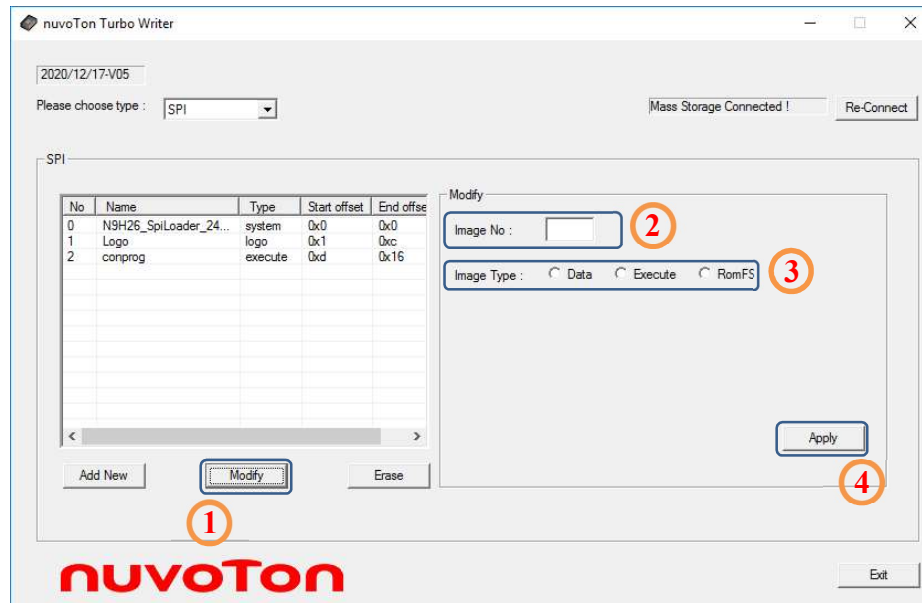 nuvoTon Turbo Writer
2020/12/17-V05
Please choose type : SPI
Mass Storage Connected ! Re-Connect
SPI
No Name Type Start offset End offse
0 N9H26_SpiLoader_24... system 0x0 0x0
1 Logo logo 0x1 0xc
2 conprog execute 0xd 0x16
Modify
Image No : 2
Image Type : Data Execute RomFS 3
Apply
4
Add New Modify Erase
1
nuvoTon
Exit